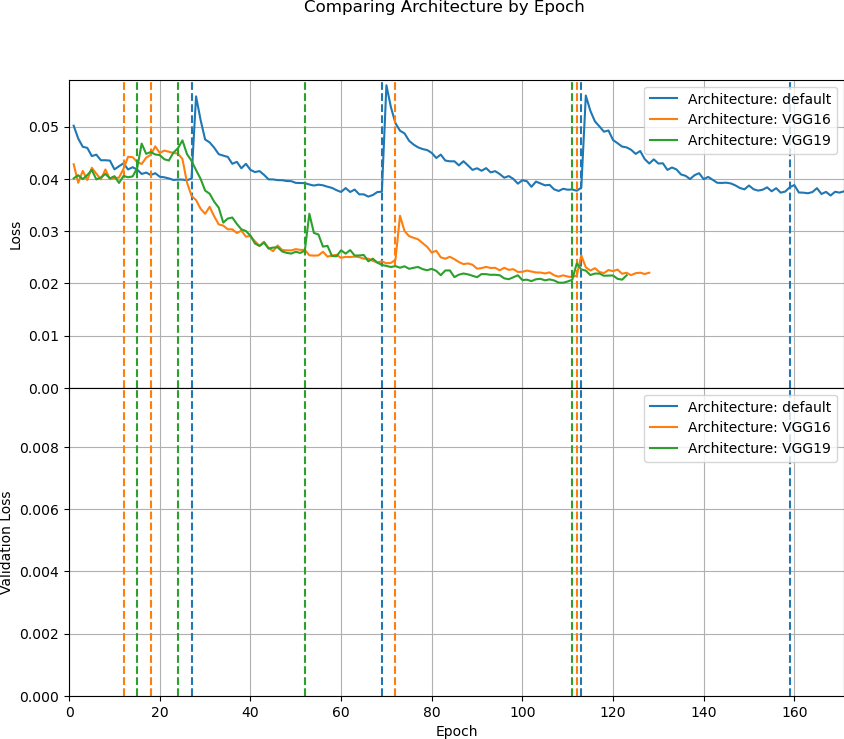 Comparing Architecture by Epoch
Architecture: default
Architecture: VGG16
Architecture: VGG19
Loss
0.05
0.04
0.03
0.02
0.01
0.00
Architecture: default
Architecture: VGG16
Architecture: VGG19
Validation Loss
0.008
0.006
0.004
0.002
0.000
0 20 40 60 80 100 120 140 160
Epoch